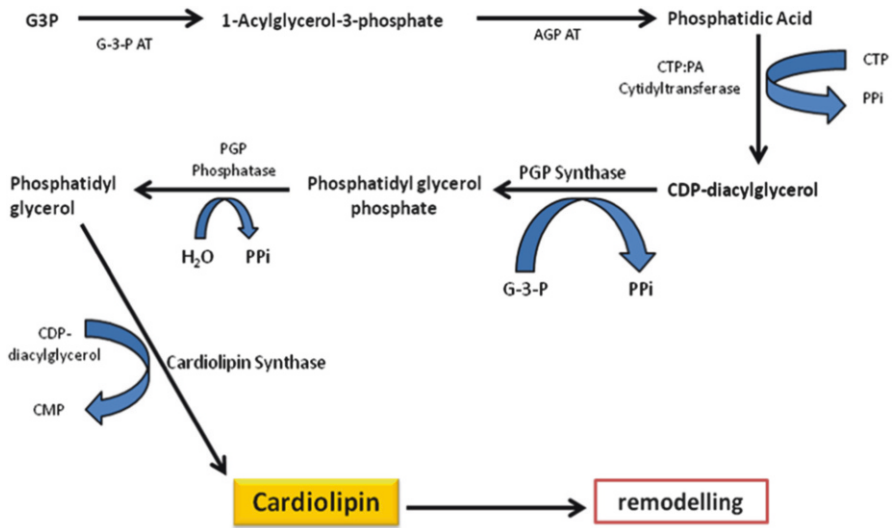 G3P
G-3-P AT
1-Acylglycerol-3-phosphate
AGP AT
Phosphatidic Acid
CTP:PA
Cytidyltransferase
CTP
PPi
CDP-diacylglycerol
PGP Synthase
G-3-P
PPi
Phosphatidyl glycerol
phosphate
PGP
Phosphatase
H₂O
PPi
Phosphatidyl
glycerol
CDP-
diacylglycerol
CMP
Cardiolipin Synthase
Cardiolipin
remodelling